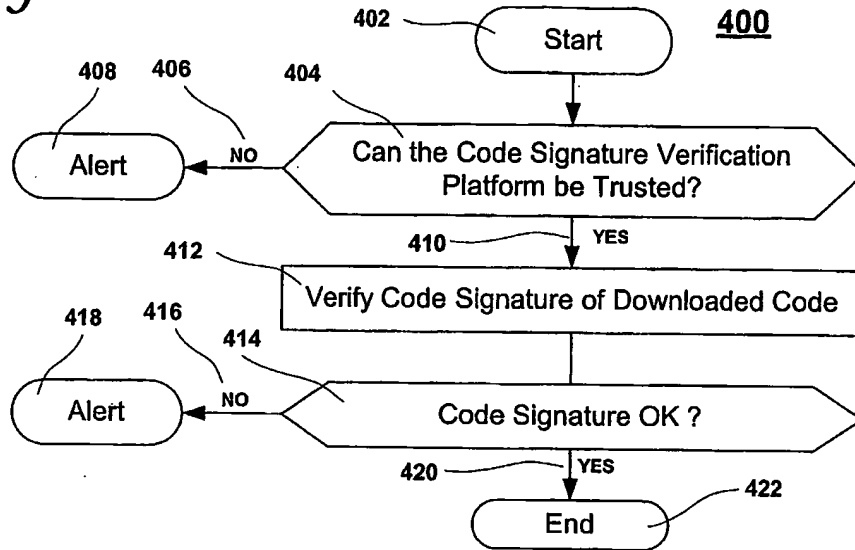 402
Start
400
408
406
404
Alert
NO
Can the Code Signature Verification
Platform be Trusted?
410
YES
412
Verify Code Signature of Downloaded Code
418
416
414
Alert
NO
Code Signature OK ?
420
YES
End
422